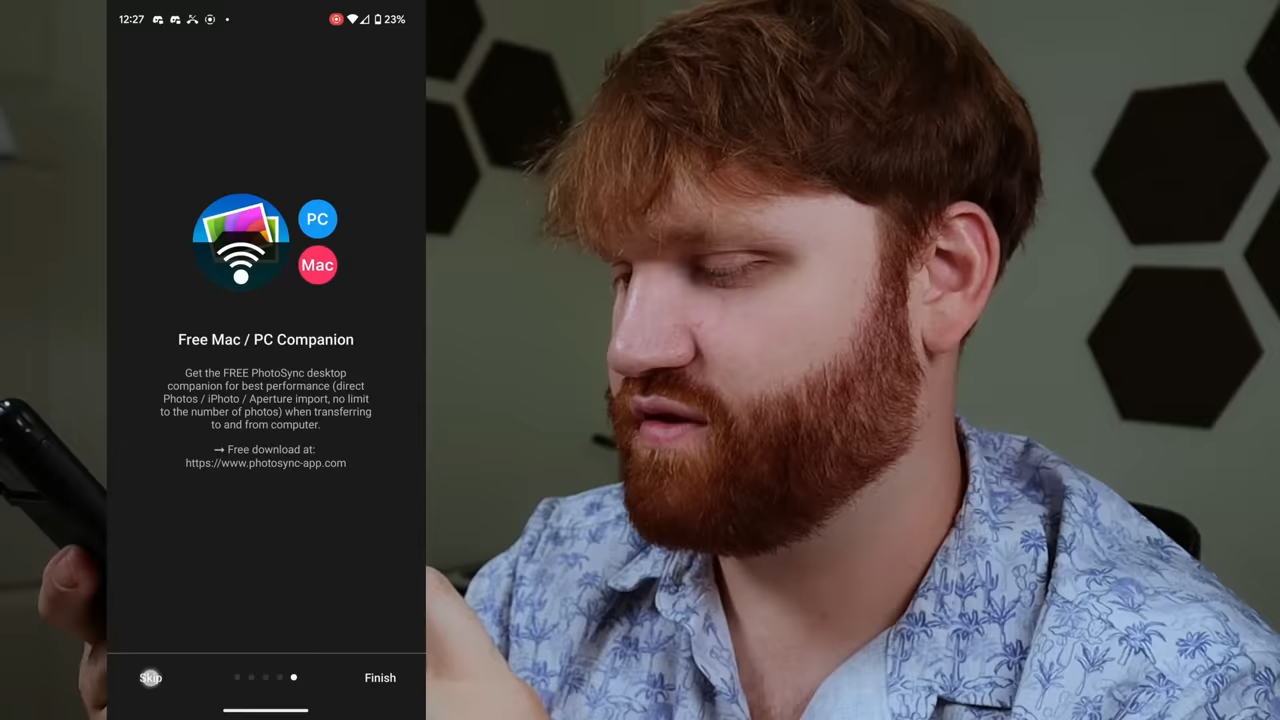 12:27
23%
PC
Mac
Free Mac / PC Companion
Get the FREE PhotoSync desktop
companion for best performance (direct
Photos / iPhoto / Aperture import, no limit
to the number of photos) when transferring
to and from computer.
→ Free download at:
https://www.photosync-app.com
Skip
Finish